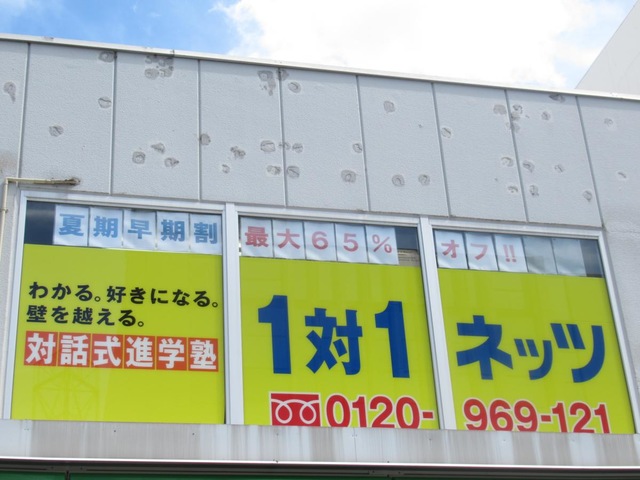 夏期早期割 最大65%オフ!!
わかる。好きになる。
壁を越える。
対話式進学塾
1対1ネッツ
0120-969-121